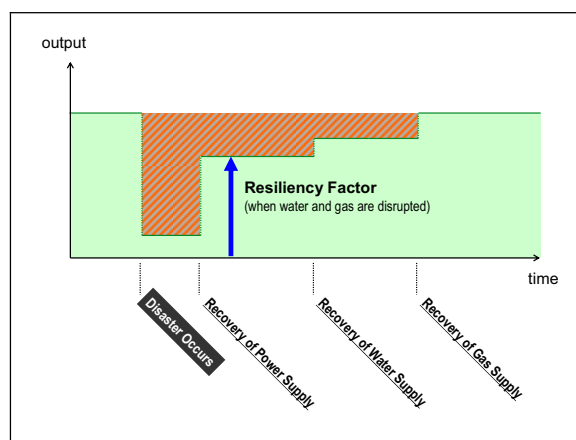 output
Resiliency Factor
(when water and gas are disrupted)
time
Disaster Occurs
Recovery of Power Supply
Recovery of Water Supply
Recovery of Gas Supply